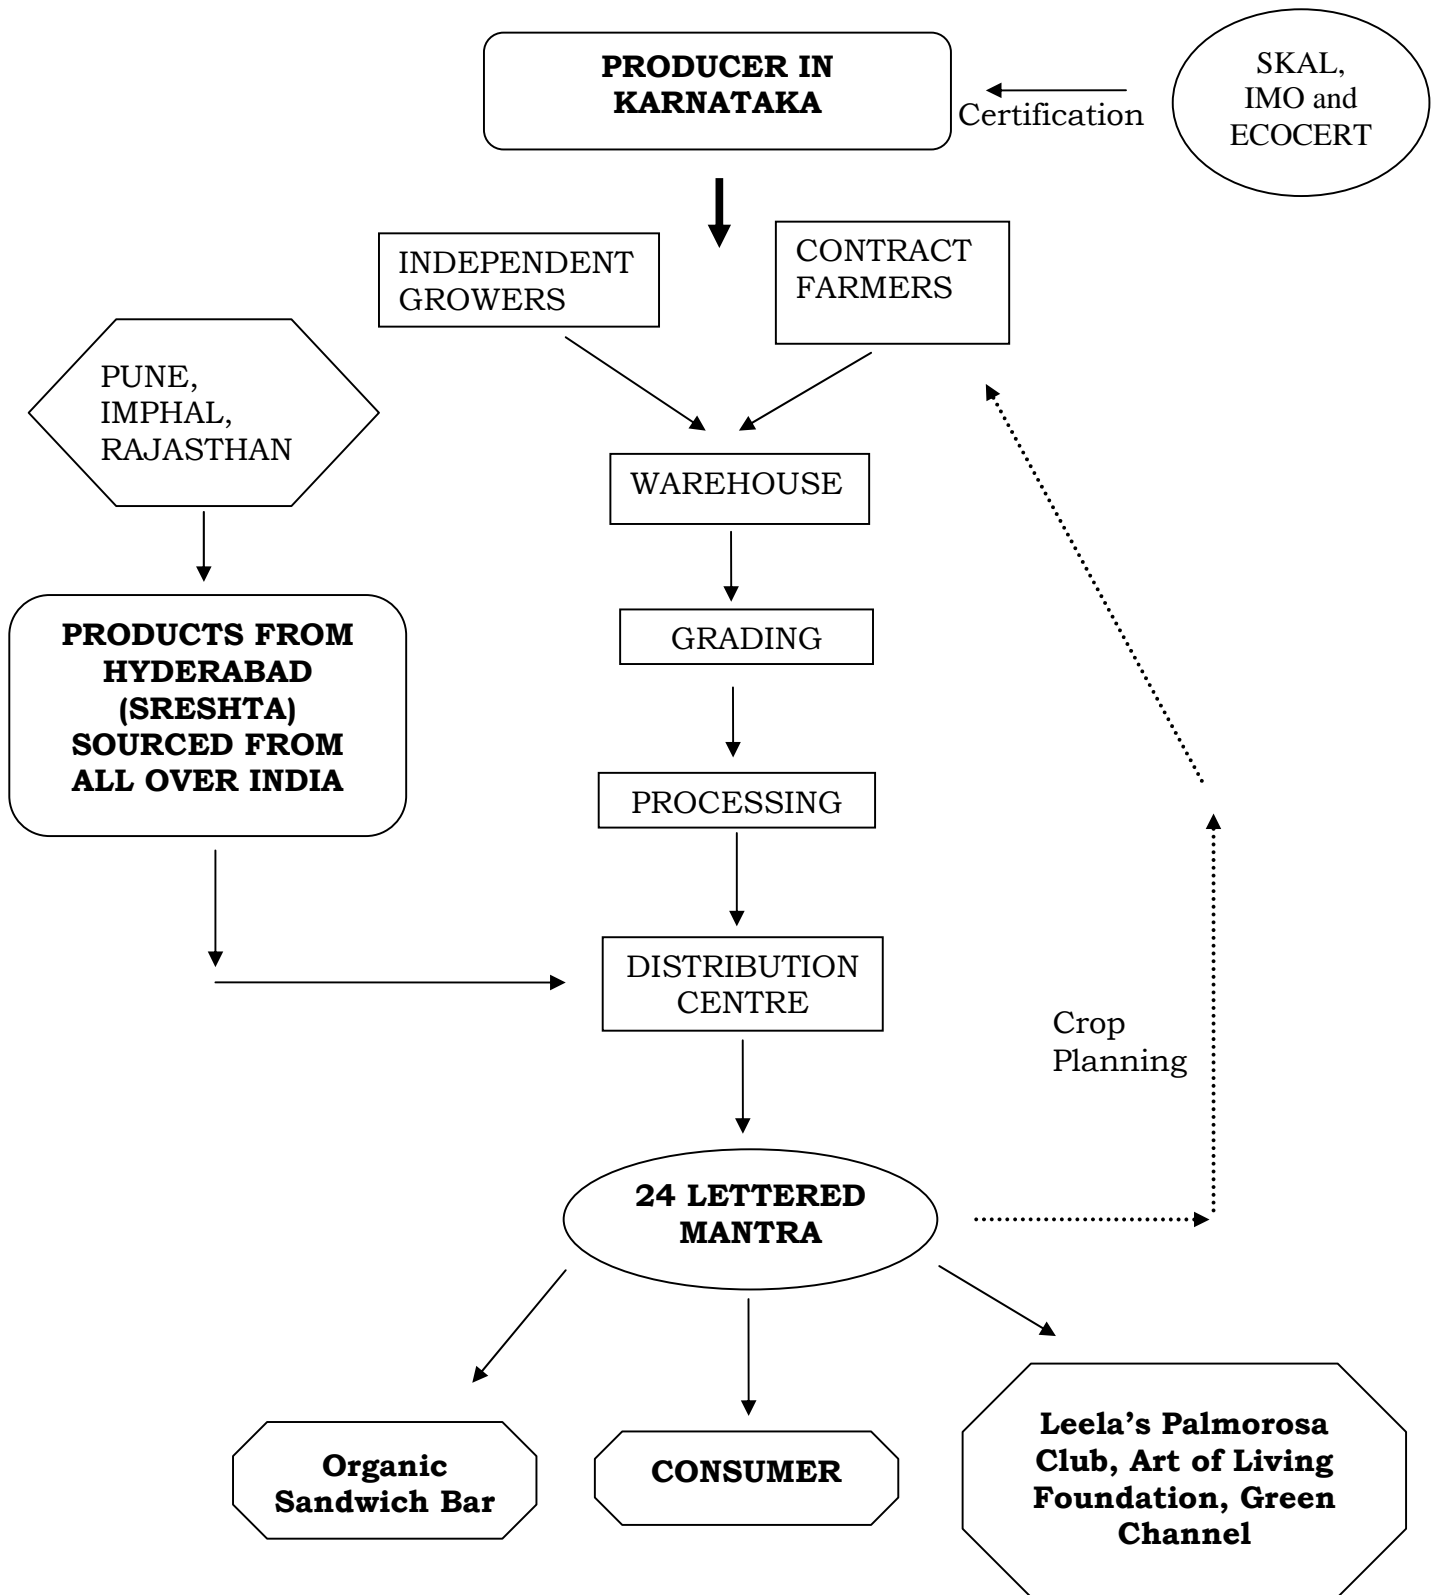 PRODUCER IN
KARNATAKA
SKAL,
IMO and
ECOCERT
Certification
INDEPENDENT
GROWERS
CONTRACT
FARMERS
PUNE,
IMPHAL,
RAJASTHAN
WAREHOUSE
GRADING
PRODUCTS FROM
HYDERABAD
(SRESHTA)
SOURCED FROM
ALL OVER INDIA
PROCESSING
DISTRIBUTION
CENTRE
Crop
Planning
24 LETTERED
MANTRA
Organic
Sandwich Bar
CONSUMER
Leela’s Palmorosa
Club, Art of Living
Foundation, Green
Channel